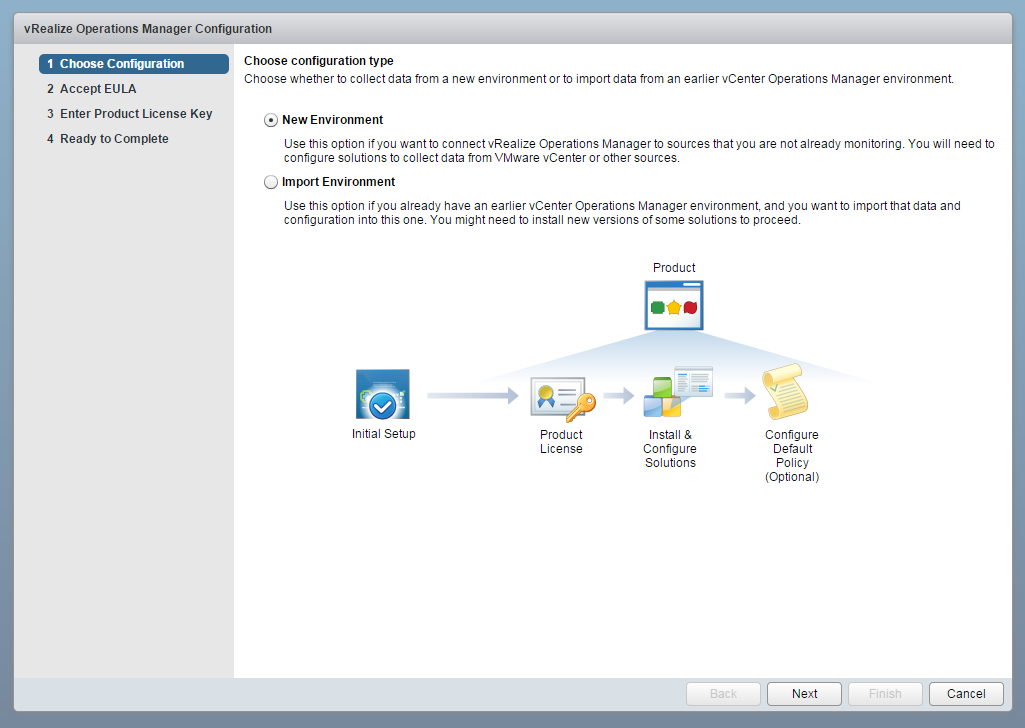 vRealize Operations Manager Configuration
1 Choose Configuration
2 Accept EULA
3 Enter Product License Key
4 Ready to Complete
Choose configuration type
Choose whether to collect data from a new environment or to import data from an earlier vCenter Operations Manager environment.
New Environment
Use this option if you want to connect vRealize Operations Manager to sources that you are not already monitoring. You will need to
configure solutions to collect data from VMware vCenter or other sources.
Import Environment
Use this option if you already have an earlier vCenter Operations Manager environment, and you want to import that data and
configuration into this one. You might need to install new versions of some solutions to proceed.
Product
Initial Setup
Product
License
Install &
Configure
Solutions
Configure
Default
Policy
(Optional)
Back
Next
Finish
Cancel